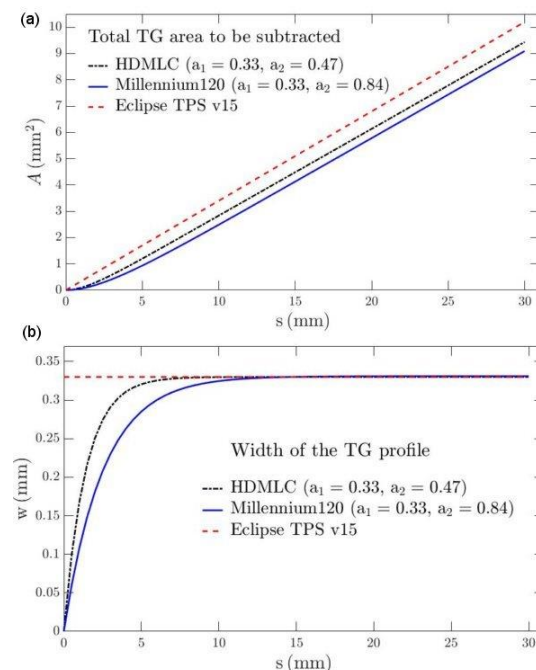 (a)
Total TG area to be subtracted
HDMLC (a₁ = 0.33, a₂ = 0.47)
Millennium120 (a₁ = 0.33, a₂ = 0.84)
Eclipse TPS v15
A (mm²)
10
9
8
7
6
5
4
3
2
1
0
0 5 10 15 20 25 30
s (mm)
(b)
Width of the TG profile
HDMLC (a₁ = 0.33, a₂ = 0.47)
Millennium120 (a₁ = 0.33, a₂ = 0.84)
Eclipse TPS v15
w (mm)
0.35
0.3
0.25
0.2
0.15
0.1
0.05
0
0 5 10 15 20 25 30
s (mm)